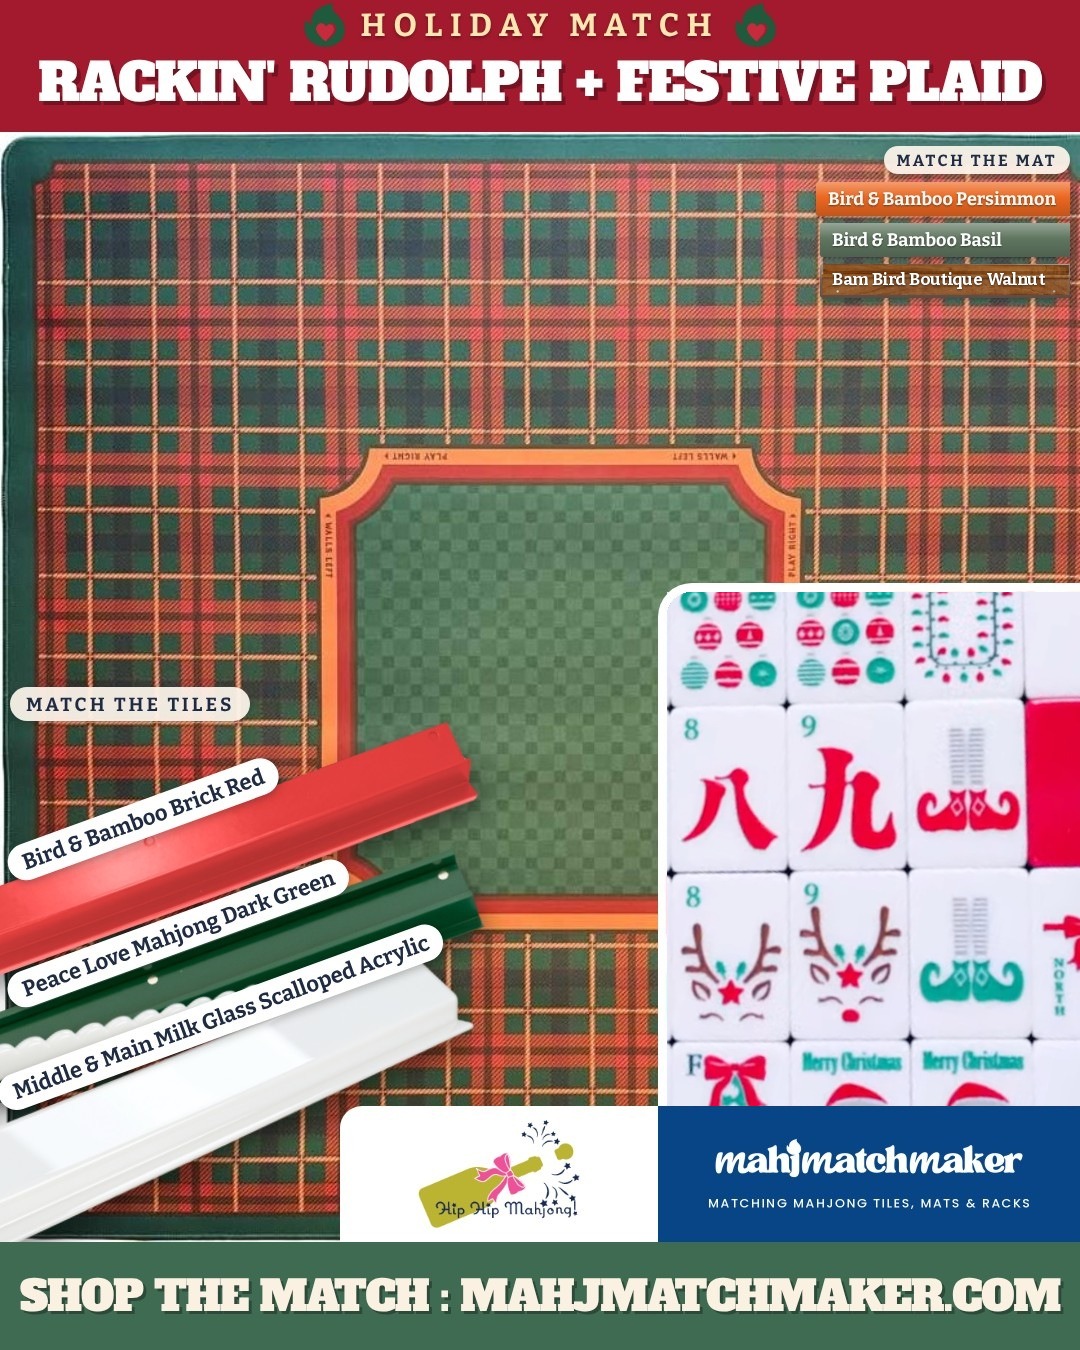 HOLIDAY MATCH
RACKIN' RUDOLPH + FESTIVE PLAID
MATCH THE MAT
Bird & Bamboo Persimmon
Bird & Bamboo Basil
Bam Bird Boutique Walnut
PLAY RIGHT
WALLS LEFT
WALLS LEFT
PLAY RIGHT
MATCH THE TILES
Bird & Bamboo Brick Red
Peace Love Mahjong Dark Green
Middle & Main Milk Glass Scalloped Acrylic
8 9
八 九
8 9
NORTH
F Merry Christmas Merry Christmas
Hip Hip Mahjong!
mahjmatchmaker
MATCHING MAHJONG TILES, MATS & RACKS
SHOP THE MATCH : MAHJMATCHMAKER.COM